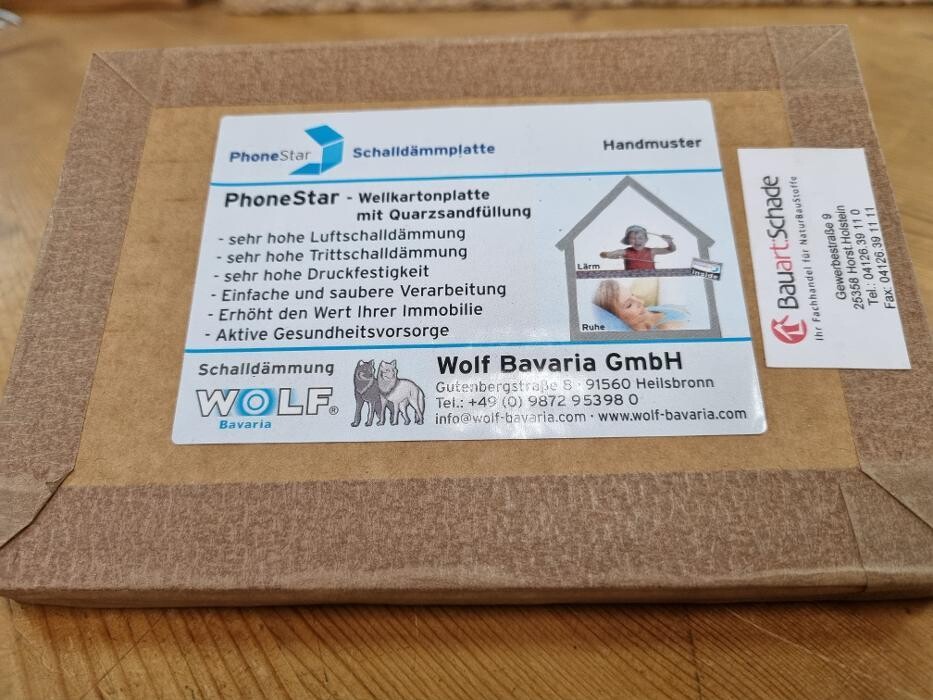 PhoneStar
Schalldämmplatte
Handmuster
PhoneStar - Wellkartonplatte
mit Quarzsandfüllung
- sehr hohe Luftschalldämmung
- sehr hohe Trittschalldämmung
- sehr hohe Druckfestigkeit
- Einfache und saubere Verarbeitung
- Erhöht den Wert Ihrer Immobilie
- Aktive Gesundheitsvorsorge
Lärm
inside
Ruhe
Schalldämmung
WOLF®
Bavaria
Wolf Bavaria GmbH
Gutenbergstraße 8 · 91560 Heilsbronn
Tel.: +49 (0) 9872 95398 0
info@wolf-bavaria.com · www.wolf-bavaria.com
Bauart:Schade
Ihr Fachhandel für NaturBauStoffe
Gewerbestraße 9
25358 Horst.Holstein
Tel.: 04126.39 11 0
Fax: 04126.39 11 11